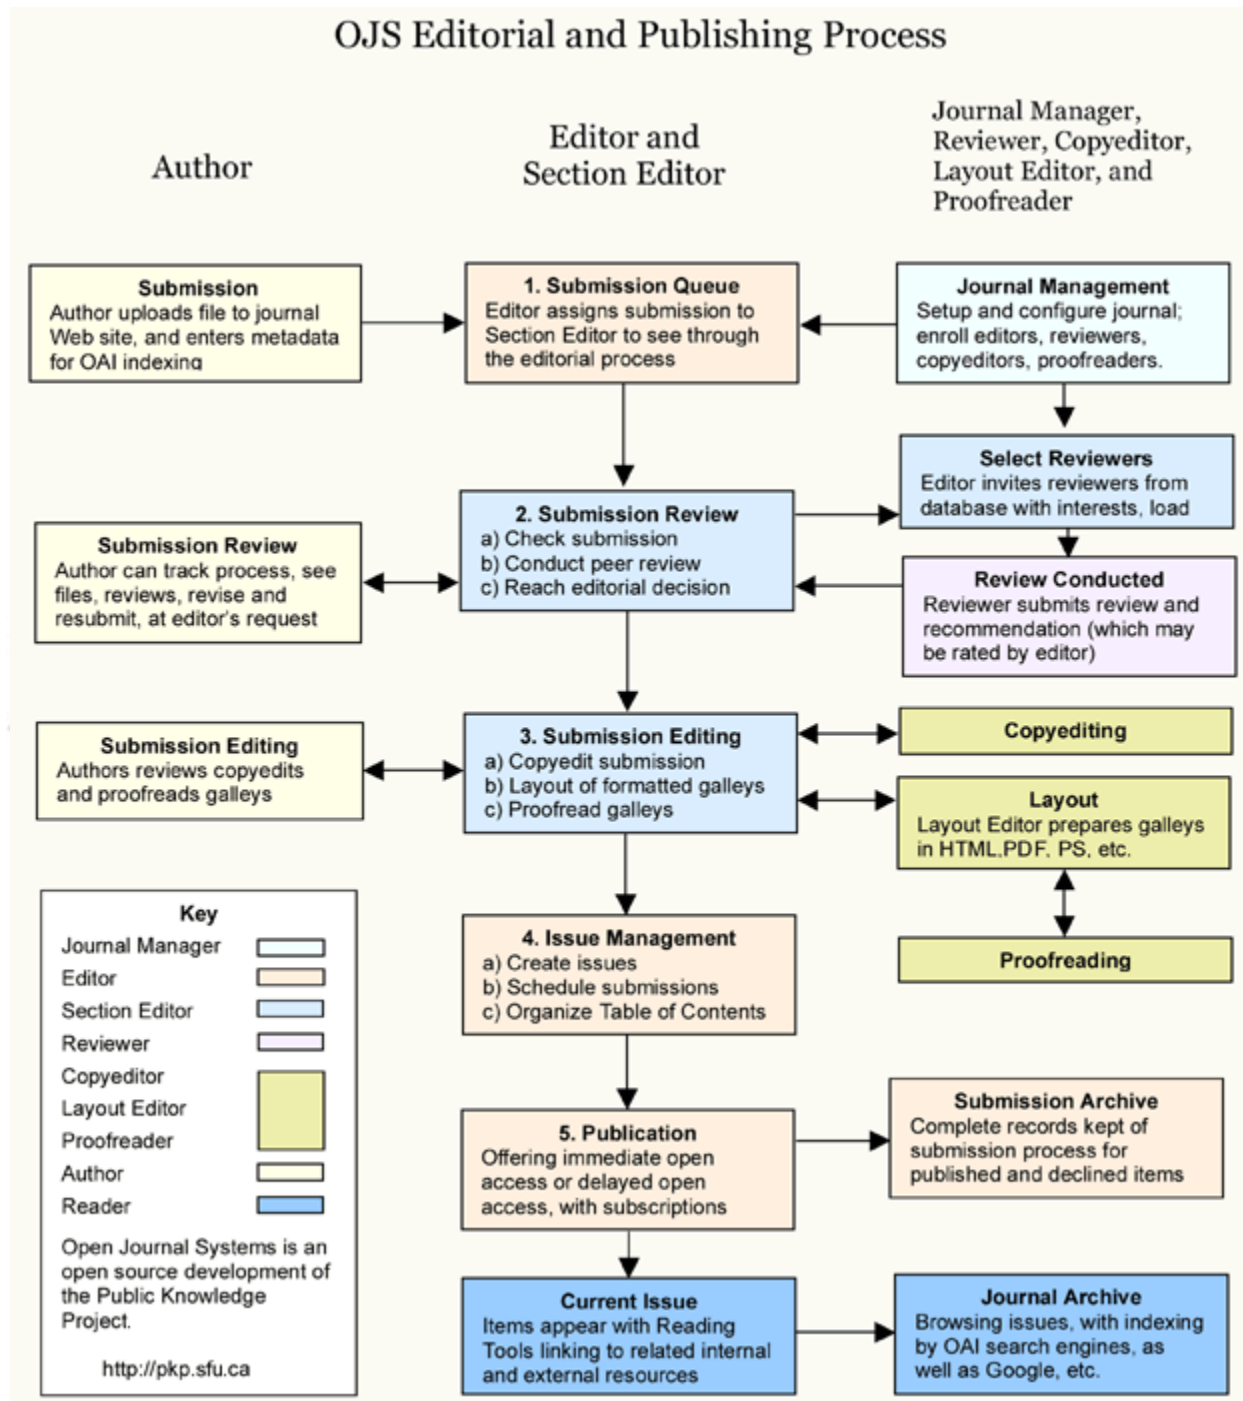 OJS Editorial and Publishing Process
Author
Editor and
Section Editor
Journal Manager,
Reviewer, Copyeditor,
Layout Editor, and
Proofreader
Submission
Author uploads file to journal
Web site, and enters metadata
for OAI indexing
1. Submission Queue
Editor assigns submission to
Section Editor to see through
the editorial process
Journal Management
Setup and configure journal;
enroll editors, reviewers,
copyeditors, proofreaders.
Select Reviewers
Editor invites reviewers from
database with interests, load
Submission Review
Author can track process, see
files, reviews, revise and
resubmit, at editor's request
2. Submission Review
a) Check submission
b) Conduct peer review
c) Reach editorial decision
Review Conducted
Reviewer submits review and
recommendation (which may
be rated by editor)
Submission Editing
Authors reviews copyedits
and proofreads galleys
3. Submission Editing
a) Copyedit submission
b) Layout of formatted galleys
c) Proofread galleys
Copyediting
Layout
Layout Editor prepares galleys
in HTML.PDF, PS, etc.
Proofreading
4. Issue Management
a) Create issues
b) Schedule submissions
c) Organize Table of Contents
5. Publication
Offering immediate open
access or delayed open
access, with subscriptions
Submission Archive
Complete records kept of
submission process for
published and declined items
Current Issue
Items appear with Reading
Tools linking to related internal
and external resources
Journal Archive
Browsing issues, with indexing
by OAI search engines, as
well as Google, etc.
Key
Journal Manager
Editor
Section Editor
Reviewer
Copyeditor
Layout Editor
Proofreader
Author
Reader
Open Journal Systems is an
open source development of
the Public Knowledge
Project.
http://pkp.sfu.ca